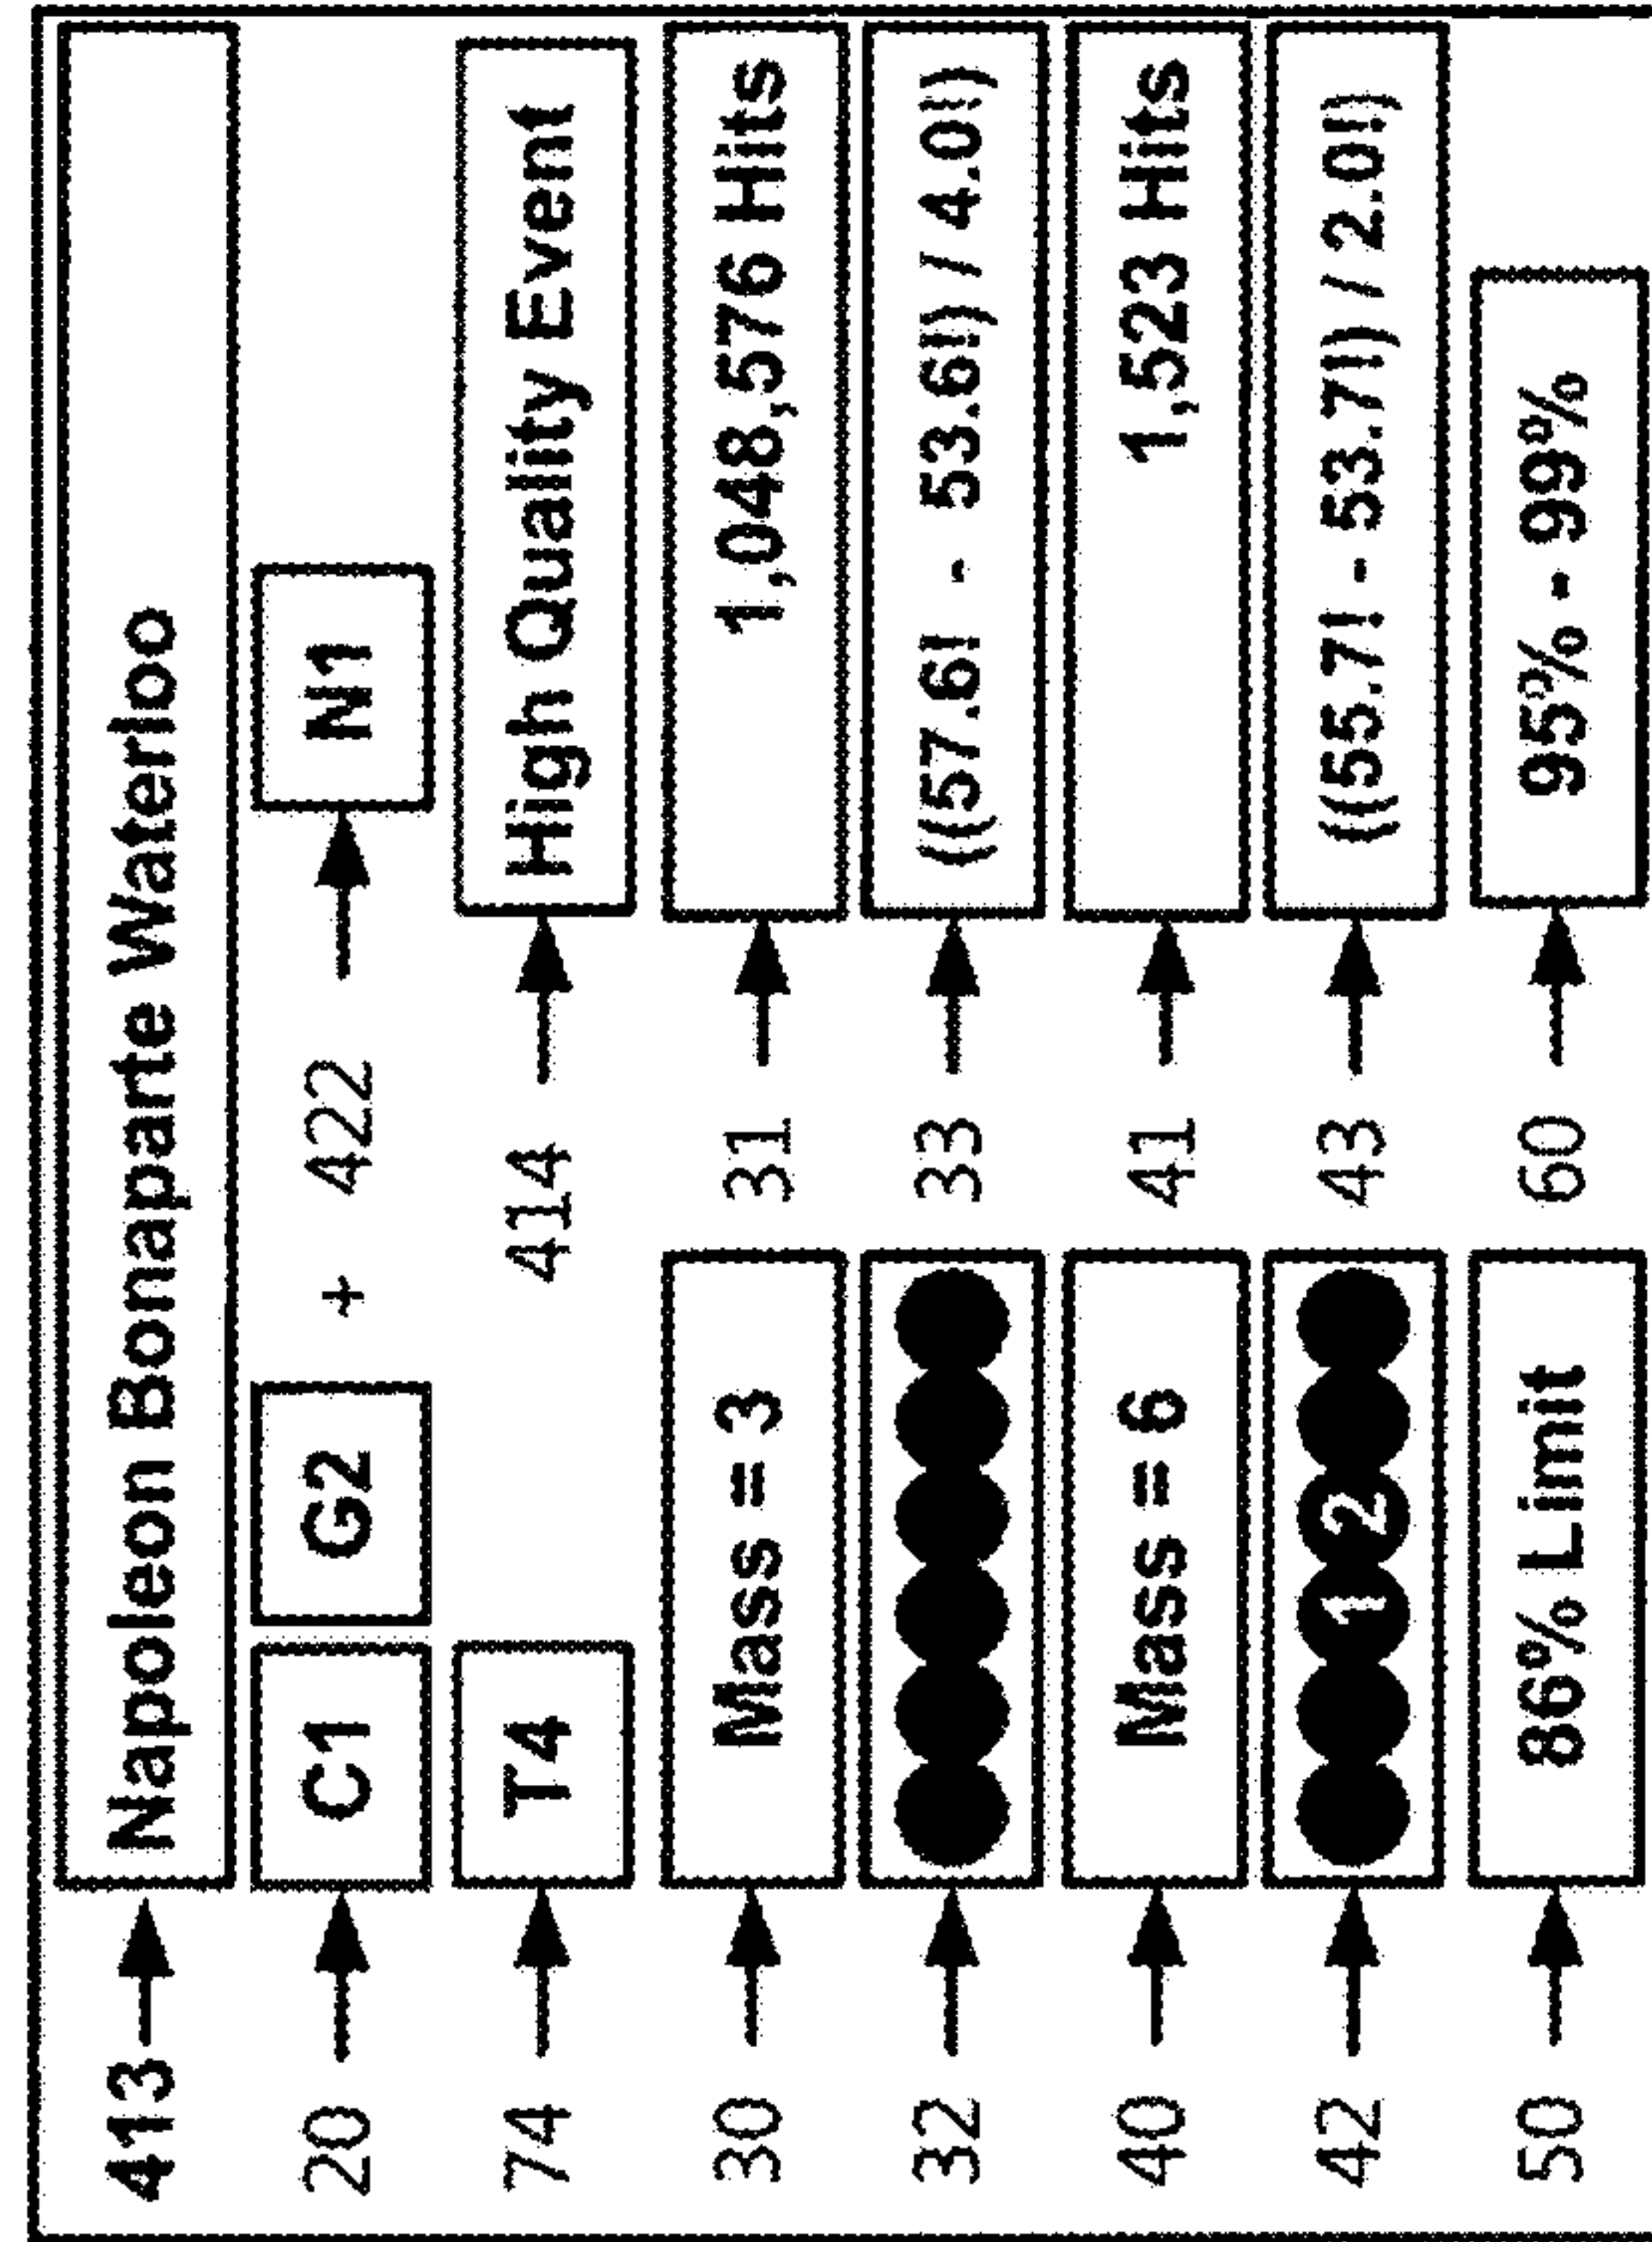 413 Napoleon Bonaparte Waterloo
20 C1 G2 + 422 N1
74 T4 414 High Quality Event
30 Mass = 3 31 1,048,576 Hits
32 33 ((57.6!  -  53.6!) / 4.0!)
40 Mass = 6 41 1,523 Hits
42 1 2 43 ((55.7! - 53.7!) / 2.0!)
50 86% Limit 60 95% - 99%